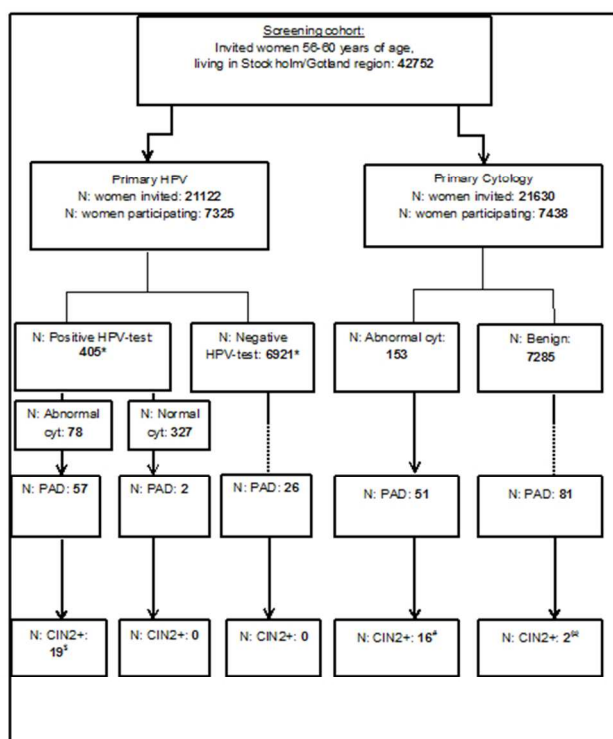 Screening cohort:
Invited women 56-60 years of age,
living in Stockholm/Gotland region: 42752
Primary HPV
N: women invited: 21122
N: women participating: 7325
Primary Cytology
N: women invited: 21630
N: women participating: 7438
N: Positive HPV-test:
405*
N: Negative
HPV-test: 6921*
N: Abnormal cyt:
153
N: Benign:
7285
N: Abnormal
cyt: 78
N: Normal
cyt: 327
N: PAD: 57
N: PAD: 2
N: PAD: 26
N: PAD: 51
N: PAD: 81
N: CIN2+:
19$
N: CIN2+: 0
N: CIN2+: 0
N: CIN2+: 16#
N: CIN2+: 2